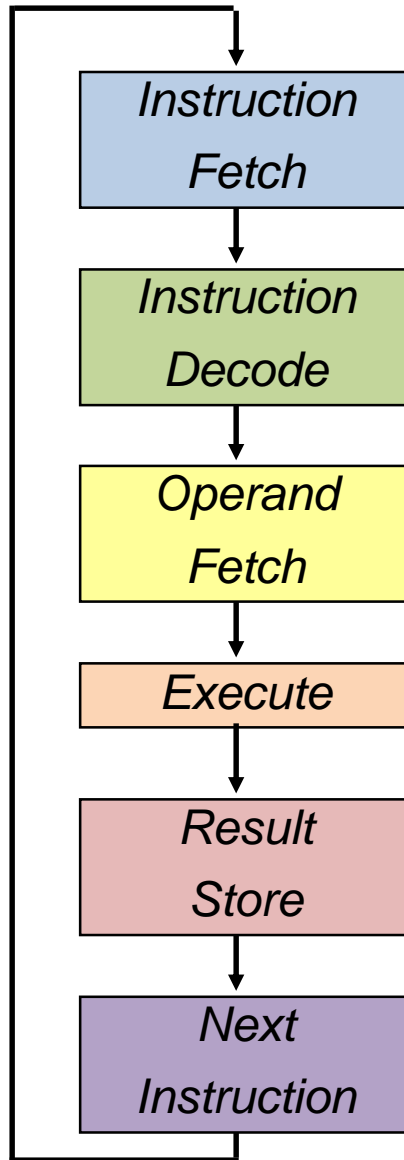 Instruction
Fetch
Instruction
Decode
Operand
Fetch
Execute
Result
Store
Next
Instruction